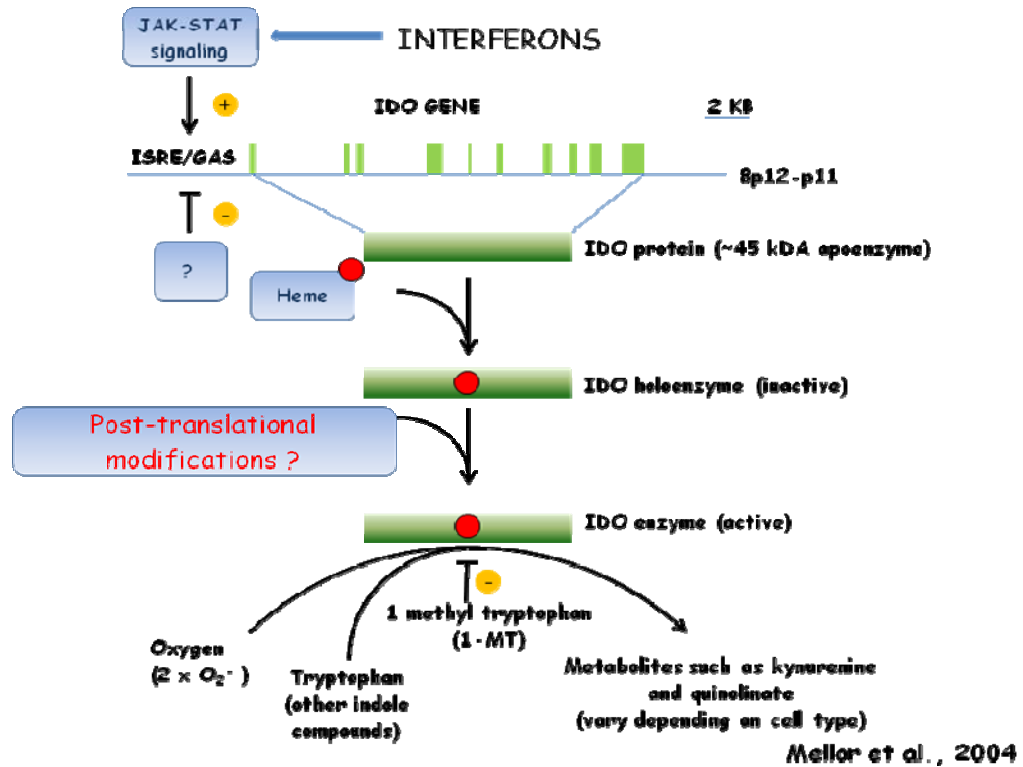 JAK-STAT
signaling
INTERFERONS
+
IDO GENE
2 KB
ISRE/GAS
8p12-p11
-
?
IDO protein (~45 kDA apoenzyme)
Heme
IDO holoenzyme (inactive)
Post-translational
modifications ?
IDO enzyme (active)
-
1 methyl tryptophan
(1-MT)
Oxygen
(2 x O₂⁻ )
Tryptophan
(other indole
compounds)
Metabolites such as kynurenine
and quinolinate
(vary depending on cell type)
Mellor et al., 2004